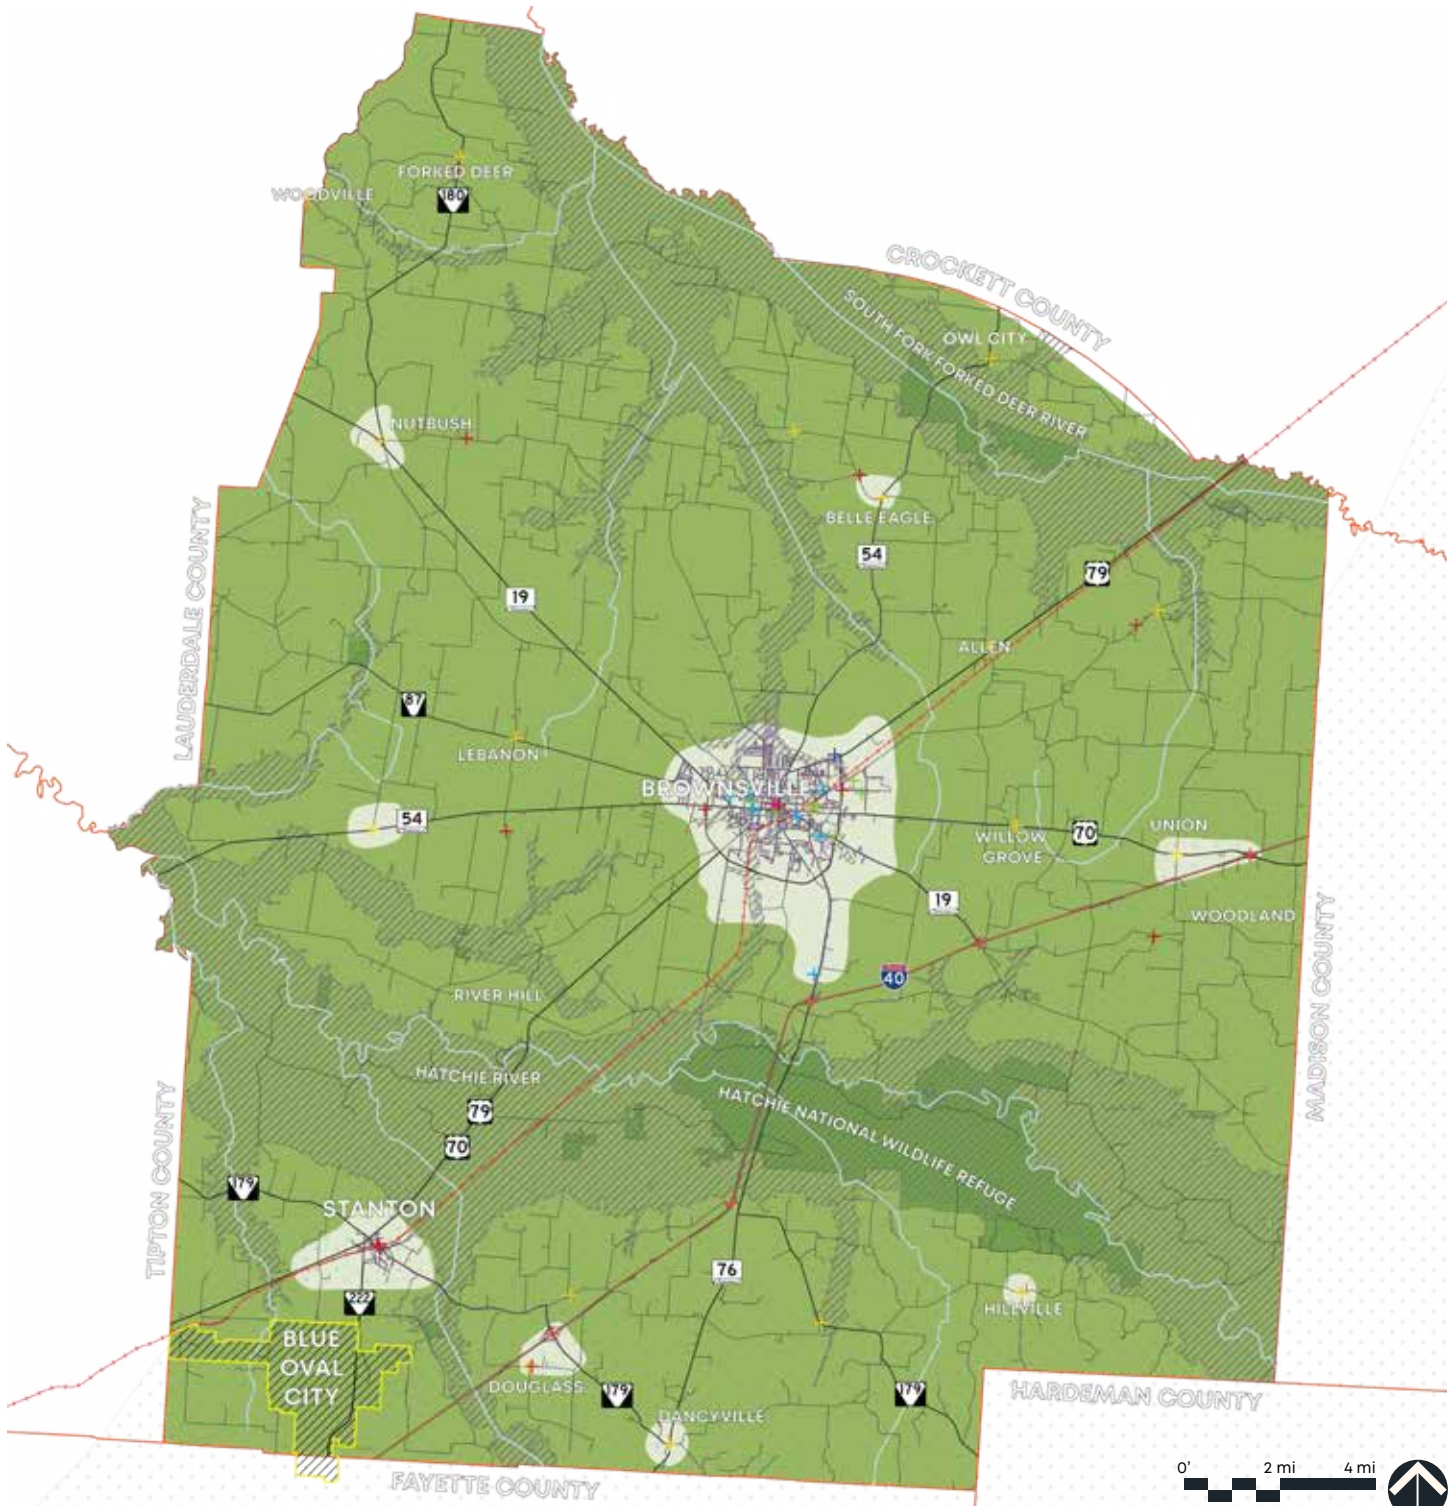 FORKED DEER
WOODVILLE
180
CROCKETT COUNTY
SOUTH FORK FORKED DEER RIVER
OWL CITY
NUTBUSH
BELLE EAGLE
54
79
19
LAUDERDALE COUNTY
ALLEN
87
LEBANON
BROWNSVILLE
54
WILLOW
GROVE
70
UNION
19
WOODLAND
40
RIVER HILL
MADISON COUNTY
HATCHIE RIVER
HATCHIE NATIONAL WILDLIFE REFUGE
79
70
179
TIPTON COUNTY
STANTON
76
222
HILLVILLE
BLUE
OVAL
CITY
DOUGLASS
179
179
DANCYVILLE
HARDEMAN COUNTY
FAYETTE COUNTY
0' 2 mi 4 mi